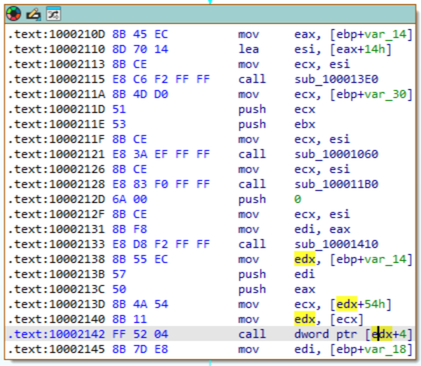 .text:1000210D 8B 45 EC mov eax, [ebp+var_14]
.text:10002110 8D 70 14 lea esi, [eax+14h]
.text:10002113 8B CE mov ecx, esi
.text:10002115 E8 C6 F2 FF FF call sub_100013E0
.text:1000211A 8B 4D D0 mov ecx, [ebp+var_30]
.text:1000211D 51 push ecx
.text:1000211E 53 push ebx
.text:1000211F 8B CE mov ecx, esi
.text:10002121 E8 3A EF FF FF call sub_10001060
.text:10002126 8B CE mov ecx, esi
.text:10002128 E8 83 F0 FF FF call sub_100011B0
.text:1000212D 6A 00 push 0
.text:1000212F 8B CE mov ecx, esi
.text:10002131 8B F8 mov edi, eax
.text:10002133 E8 D8 F2 FF FF call sub_10001410
.text:10002138 8B 55 EC mov edx, [ebp+var_14]
.text:1000213B 57 push edi
.text:1000213C 50 push eax
.text:1000213D 8B 4A 54 mov ecx, [edx+54h]
.text:10002140 8B 11 mov edx, [ecx]
.text:10002142 FF 52 04 call dword ptr [edx+4]
.text:10002145 8B 7D E8 mov edi, [ebp+var_18]